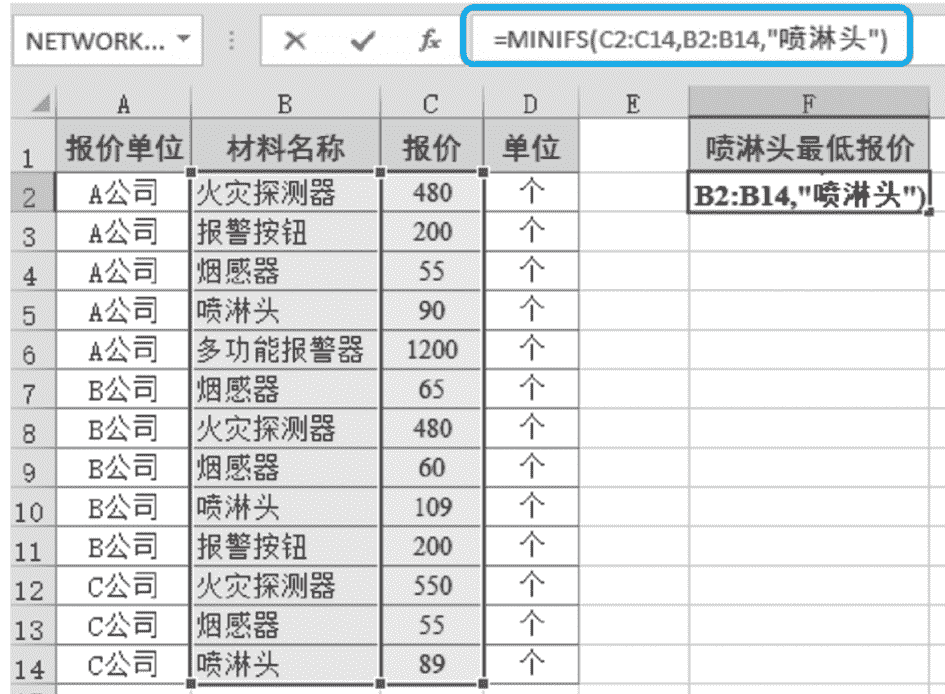 NETWORK... fx =MINIFS(C2:C14,B2:B14,"喷淋头")
A B C D E F
1 报价单位 材料名称 报价 单位 喷淋头最低报价
2 A公司 火灾探测器 480 个 B2:B14,"喷淋头")
3 A公司 报警按钮 200 个
4 A公司 烟感器 55 个
5 A公司 喷淋头 90 个
6 A公司 多功能报警器 1200 个
7 B公司 烟感器 65 个
8 B公司 火灾探测器 480 个
9 B公司 烟感器 60 个
10 B公司 喷淋头 109 个
11 B公司 报警按钮 200 个
12 C公司 火灾探测器 550 个
13 C公司 烟感器 55 个
14 C公司 喷淋头 89 个